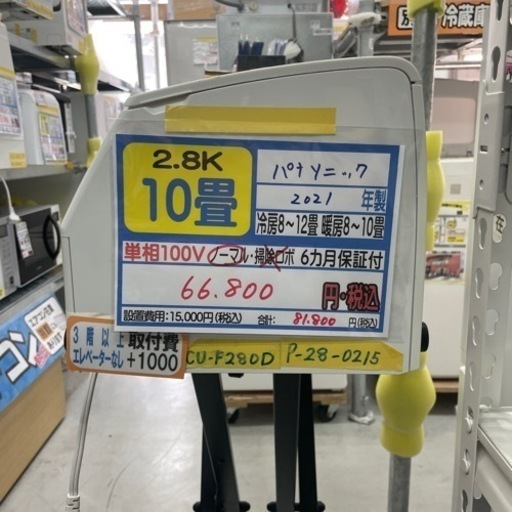 冷蔵庫
2.8K
10畳
パナソニック
2021 年製
冷房8~12畳 暖房8~10畳
単相100V ノーマル・掃除ロボ 6カ月保証付
66.800 円・税込
設置費用:15,000円(税込) 合計: 81.800 円(税込)
3階以上 取付費
エレベーターなし +1000
CU-F280D
P-28-0215